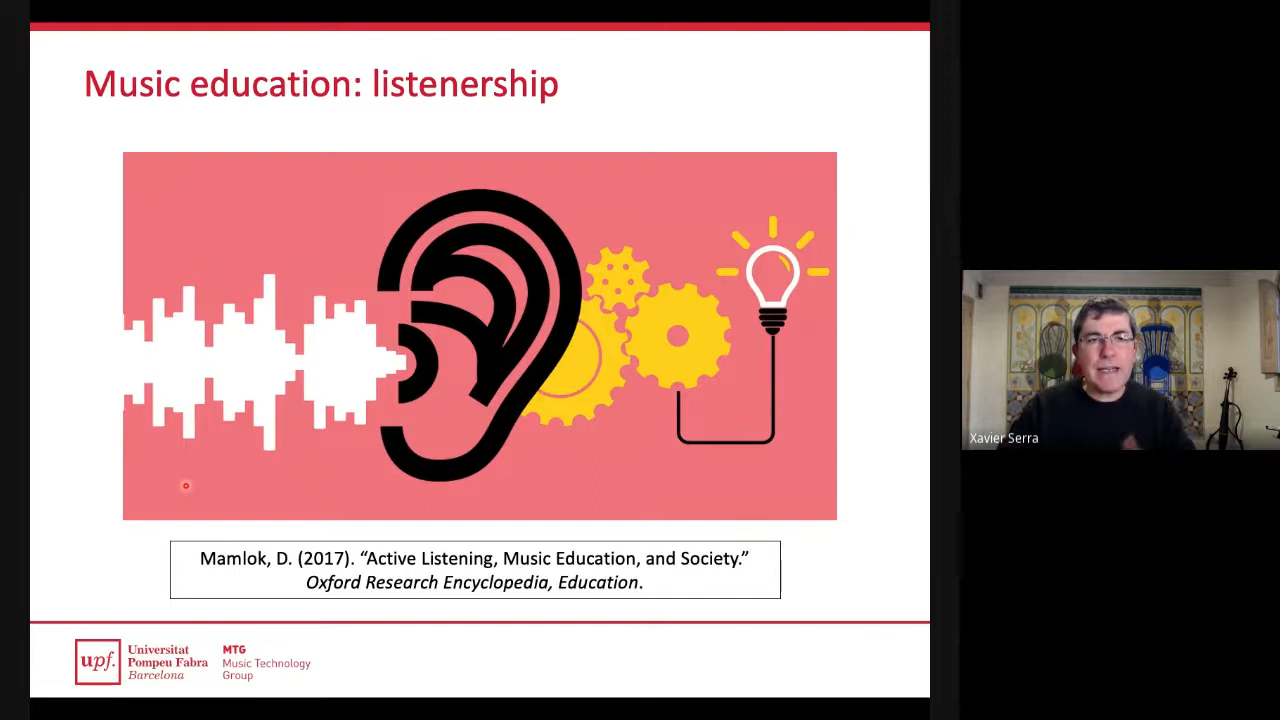 Music education: listenership
Mamlok, D. (2017). “Active Listening, Music Education, and Society.”
Oxford Research Encyclopedia, Education.
upf.
Universitat
Pompeu Fabra
Barcelona
MTG
Music Technology
Group
Xavier Serra